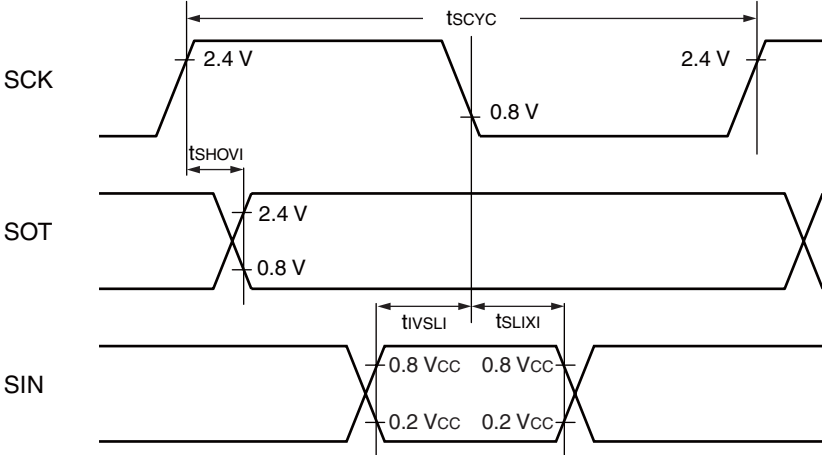 tSCYC
SCK
2.4 V
2.4 V
0.8 V
tSHOVI
SOT
2.4 V
0.8 V
tIVSLI
tSLIXI
SIN
0.8 VCC
0.8 VCC
0.2 VCC
0.2 VCC